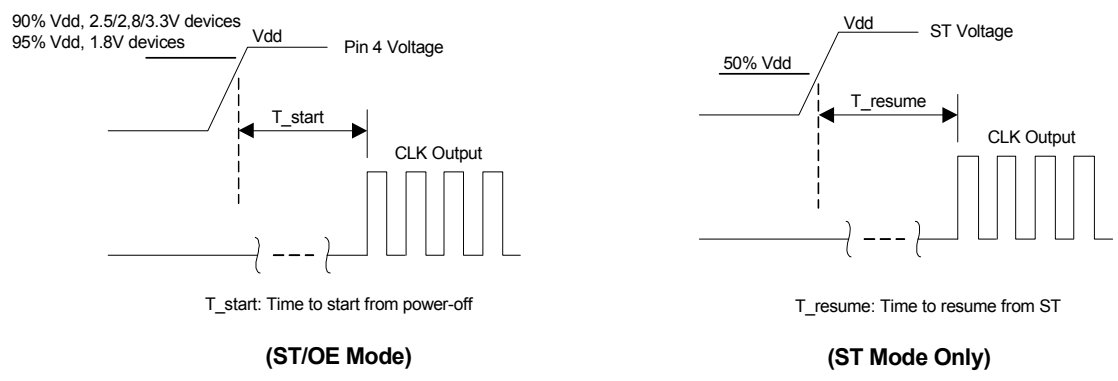 90% Vdd, 2.5/2,8/3.3V devices
95% Vdd, 1.8V devices
Vdd
Pin 4 Voltage
T_start
CLK Output
T_start: Time to start from power-off
(ST/OE Mode)
Vdd
ST Voltage
50% Vdd
T_resume
CLK Output
T_resume: Time to resume from ST
(ST Mode Only)